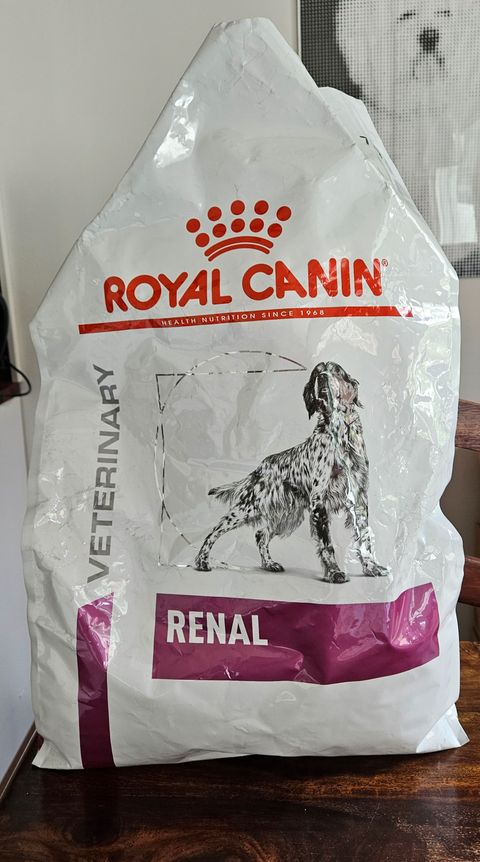 ROYAL CANIN®
HEALTH NUTRITION SINCE 1968
VETERINARY
RENAL